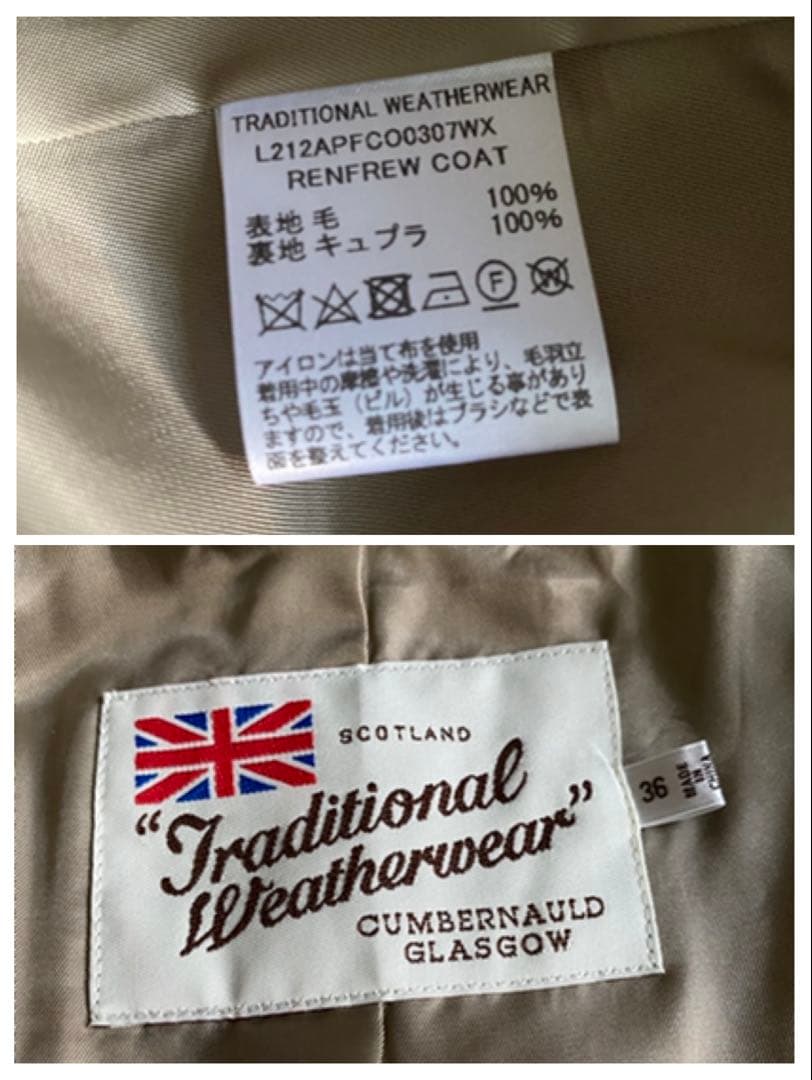 TRADITIONAL WEATHERWEAR
L212APFCO0307WX
RENFREW COAT
表地 毛 100%
裏地 キュプラ 100%
F W
アイロンは当て布を使用
着用中の摩擦や洗濯により、毛羽立
ちや毛玉（ピル）が生じる事があり
ますので、着用後はブラシなどで表
面を整えてください。
SCOTLAND
“Traditional
Weatherwear”
CUMBERNAULD
GLASGOW
36
MADE
IN